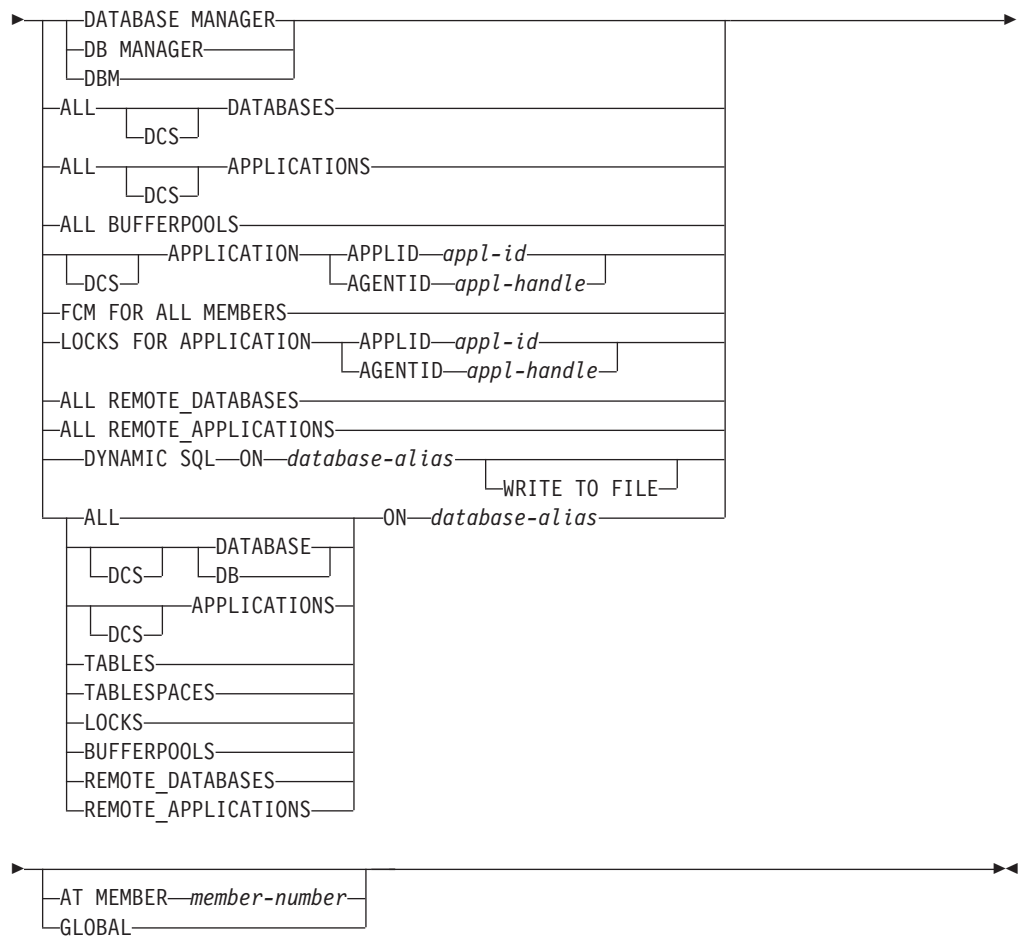 DATABASE MANAGER
DB MANAGER
DBM
ALL DATABASES
DCS
ALL APPLICATIONS
DCS
ALL BUFFERPOOLS
APPLICATION APPLID appl-id
DCS AGENTID appl-handle
FCM FOR ALL MEMBERS
LOCKS FOR APPLICATION APPLID appl-id
AGENTID appl-handle
ALL REMOTE_DATABASES
ALL REMOTE_APPLICATIONS
DYNAMIC SQL ON database-alias
WRITE TO FILE
ALL ON database-alias
DATABASE
DCS DB
APPLICATIONS
DCS
TABLES
TABLESPACES
LOCKS
BUFFERPOOLS
REMOTE_DATABASES
REMOTE_APPLICATIONS
AT MEMBER member-number
GLOBAL